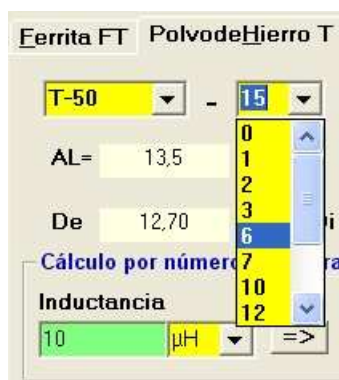 Ferrita FT PolvodeHierro T
T-50 - 15
0
AL= 13,5
1
2
De 12,70
3
6
Cálculo por númer
7
10
Inductancia
12
10 µH =>